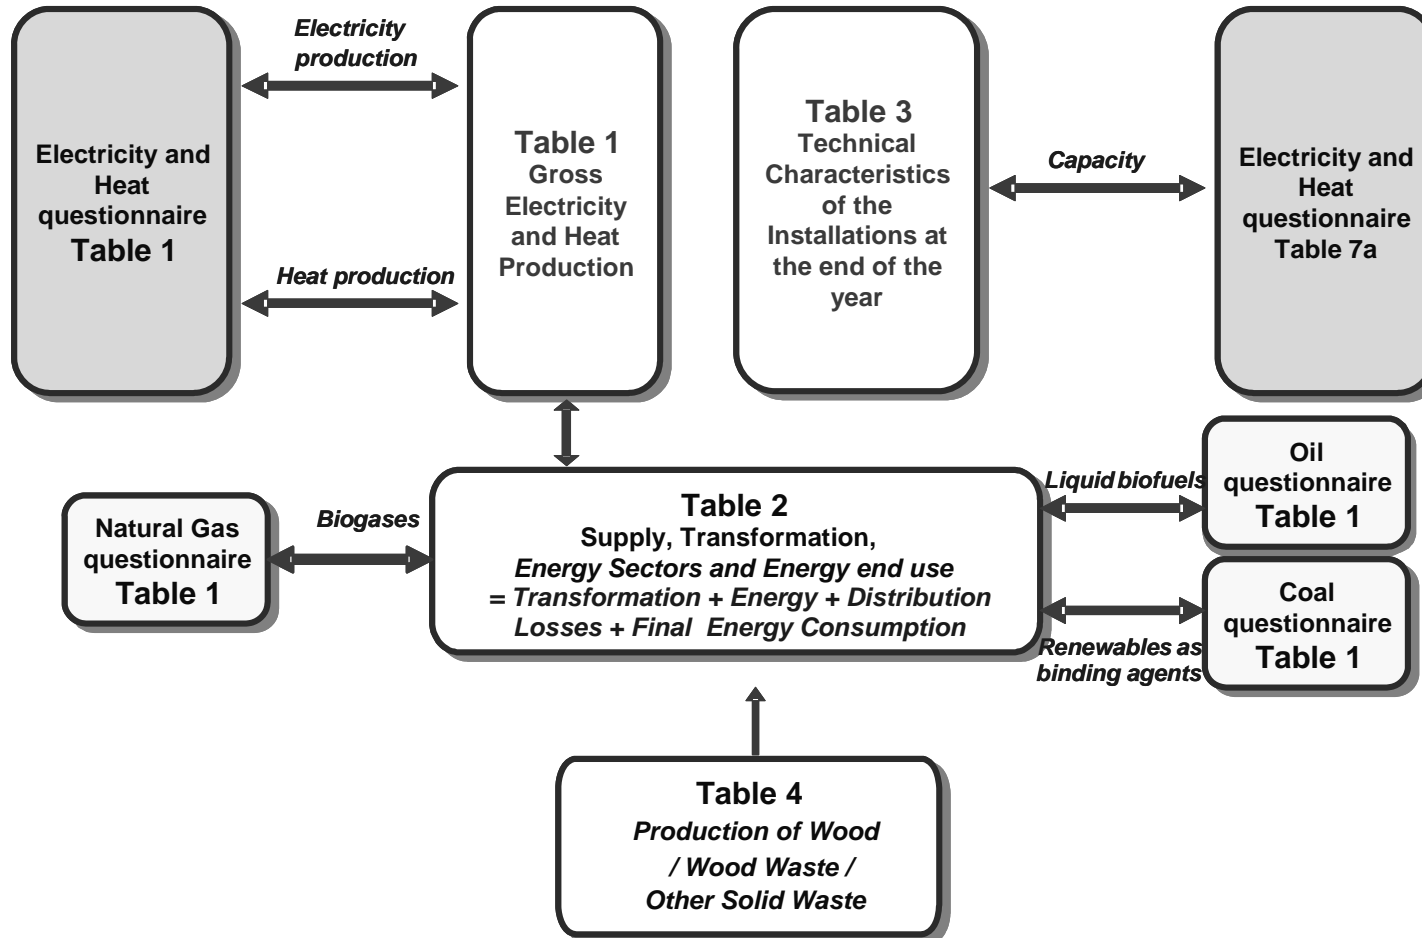 Electricity and
Heat
questionnaire
Table 1
Electricity
production
Heat production
Table 1
Gross
Electricity
and Heat
Production
Table 3
Technical
Characteristics
of the
Installations at
the end of the
year
Capacity
Electricity and
Heat
questionnaire
Table 7a
Natural Gas
questionnaire
Table 1
Biogases
Table 2
Supply, Transformation,
Energy Sectors and Energy end use
= Transformation + Energy + Distribution
Losses + Final Energy Consumption
Liquid biofuels
Oil
questionnaire
Table 1
Renewables as
binding agents
Coal
questionnaire
Table 1
Table 4
Production of Wood
/ Wood Waste /
Other Solid Waste